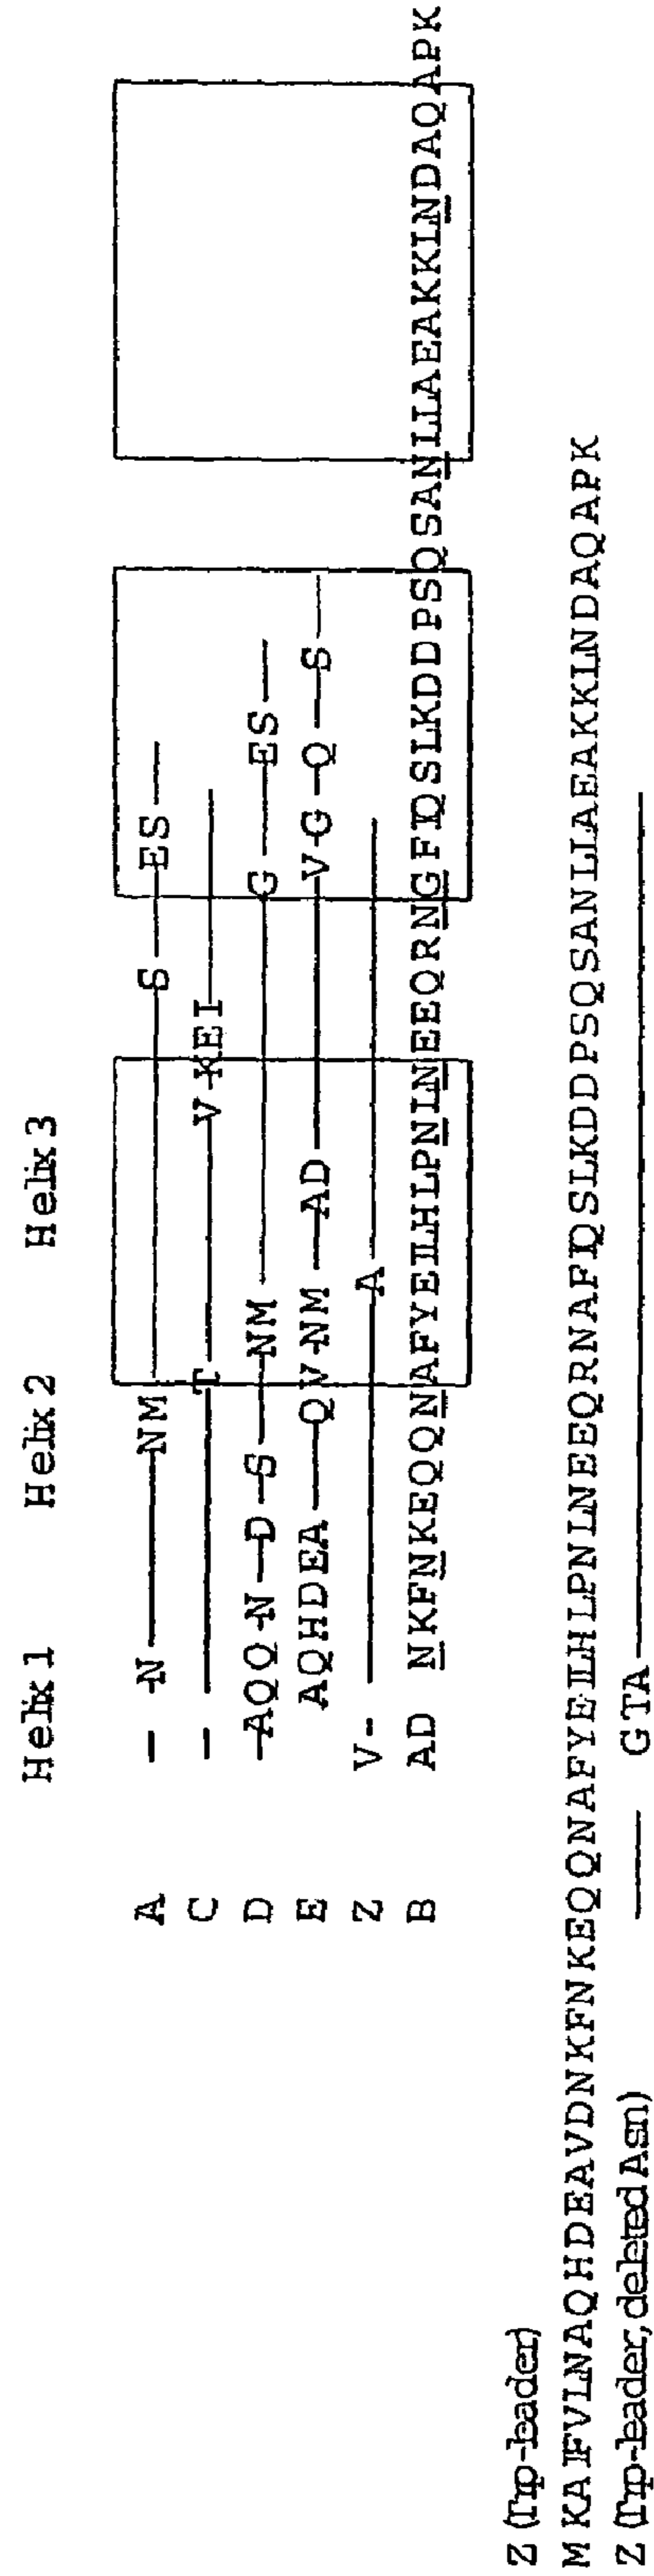 Helix 1 Helix 2 Helix 3
A – –N———NM———S—ES—
C – ———T———V–KEI———
D –AQQ–N–D–S–NM———G———ES—
E AQHDEA——QV–NM—AD———V–G–Q—S—
Z V– ———A———
B AD NKFNKEQQNAFYEILHLPNLNEEQRNGFIQSLKDDPSQSANLLAEAKKLNDAQAPK
Z (Trp-leader)
MKAIFVLNAQHDEAVDNKFNKEQQNAFYEILHLPNLNEEQRNAFIQSLKDDPSQSANLLAEAKKLNDAQAPK
Z (Trp-leader, deleted Asn) —— GTA———